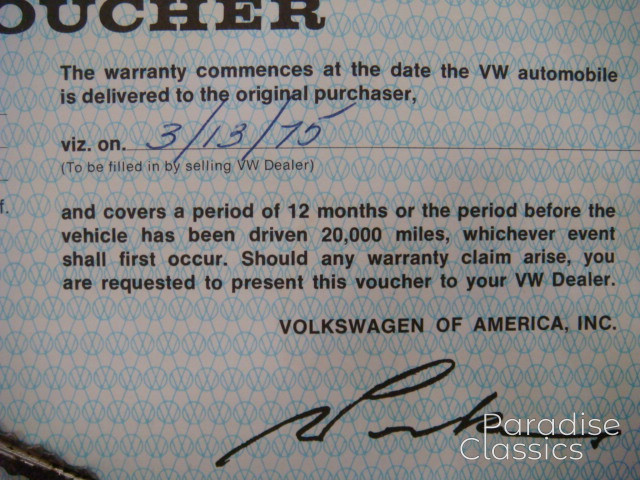 VOUCHER
The warranty commences at the date the VW automobile
is delivered to the original purchaser,
viz. on. 3/13/75
(To be filled in by selling VW Dealer)
f.
and covers a period of 12 months or the period before the
vehicle has been driven 20,000 miles, whichever event
shall first occur. Should any warranty claim arise, you
are requested to present this voucher to your VW Dealer.
VOLKSWAGEN OF AMERICA, INC.
Paradise
Classics